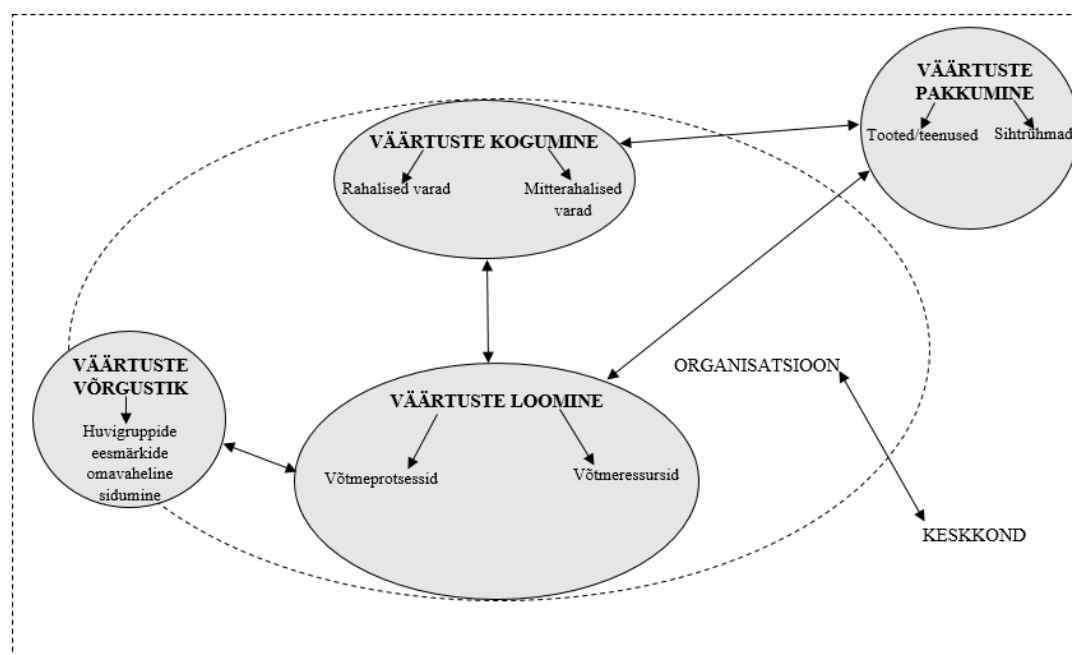 VÄÄRTUSTE
PAKKUMINE
Tooted/teenused
Sihtrühmad
VÄÄRTUSTE KOGUMINE
Rahalised varad
Mitterahalised
varad
VÄÄRTUSTE
VÕRGUSTIK
Huvigruppide
eesmärkide
omavaheline
sidumine
VÄÄRTUSTE LOOMINE
Võtmeprotsessid
Võtmeressursid
ORGANISATSIOON
KESKKOND